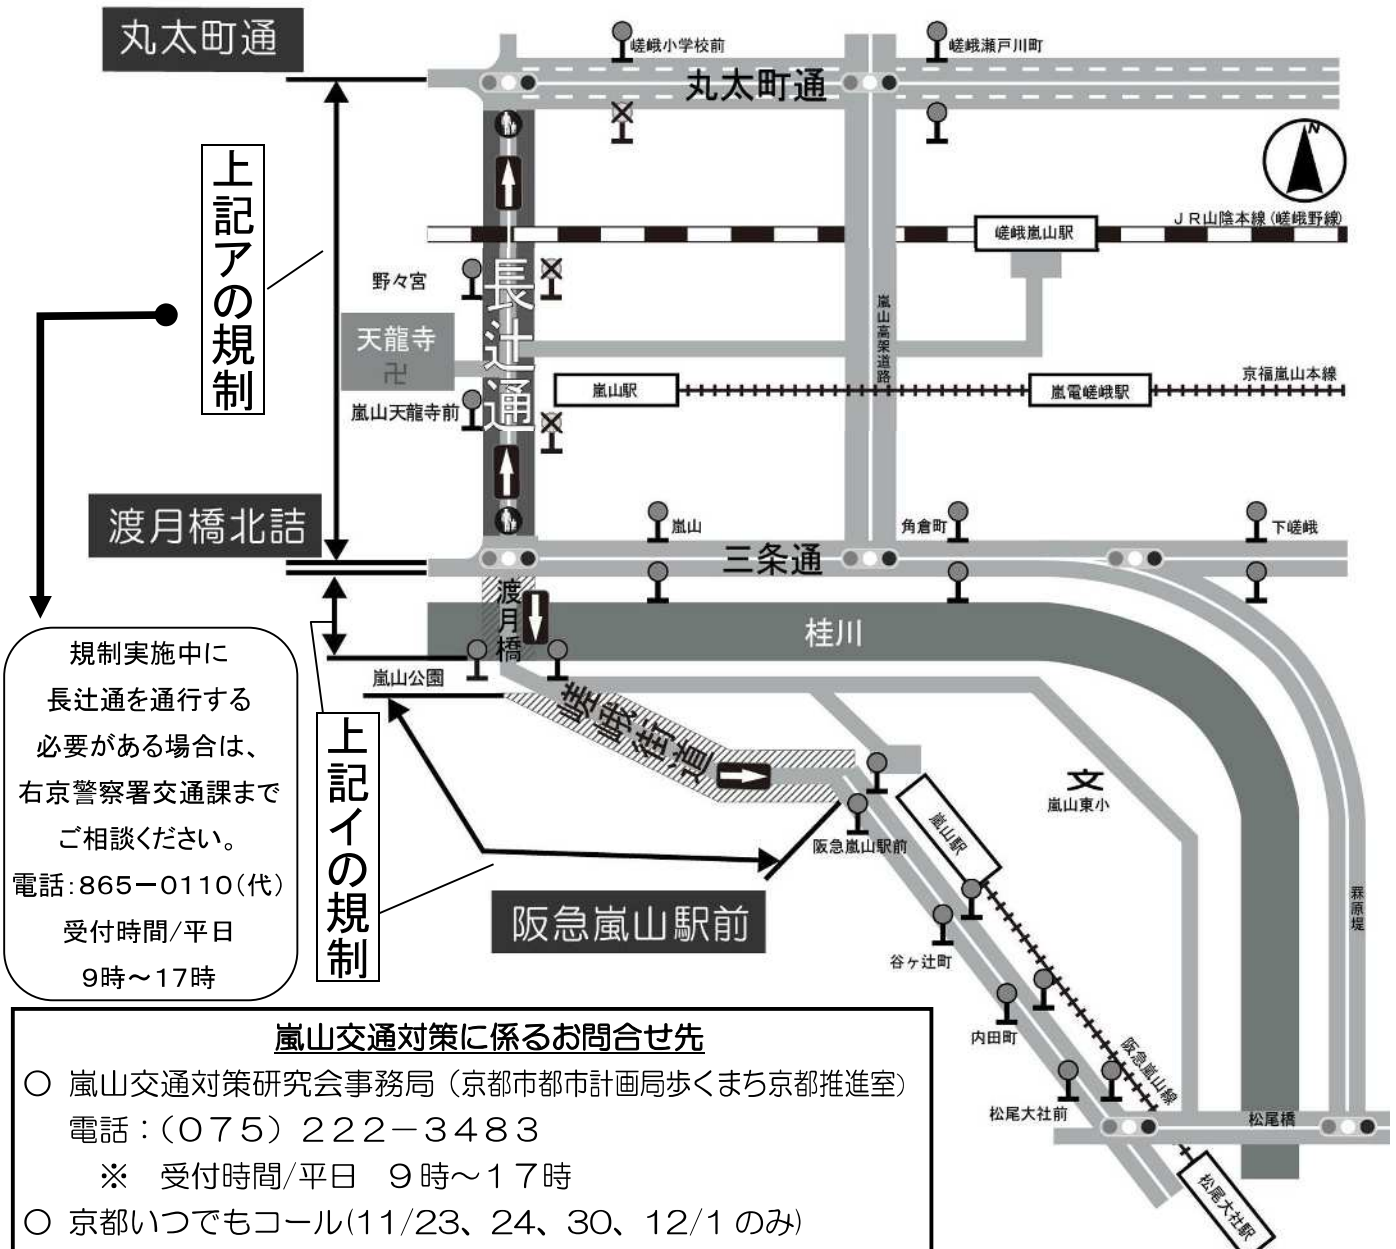 丸太町通
嵯峨小学校前
嵯峨瀬戸川町
丸太町通
N
上記アの規制
JR山陰本線(嵯峨野線)
嵯峨嵐山駅
野々宮
長辻通
天龍寺
卍
嵐山高架道路
嵐山駅
嵐電嵯峨駅
京福嵐山本線
嵐山天龍寺前
渡月橋北詰
嵐山
角倉町
下嵯峨
三条通
渡月橋
桂川
規制実施中に
長辻通を通行する
必要がある場合は、
右京警察署交通課まで
ご相談ください。
電話:865-0110(代)
受付時間/平日
9時～17時
嵐山公園
嵯峨街道
上記イの規制
文
嵐山東小
嵐山駅
阪急嵐山駅前
阪急嵐山駅前
罧原堤
谷ヶ辻町
内田町
阪急嵐山線
松尾大社前
松尾橋
松尾大社駅
嵐山交通対策に係るお問合せ先
○ 嵐山交通対策研究会事務局（京都市都市計画局歩くまち京都推進室）
電話：（０７５）２２２－３４８３
※ 受付時間/平日 ９時～１７時
○ 京都いつでもコール(11/23、24、30、12/1 のみ)